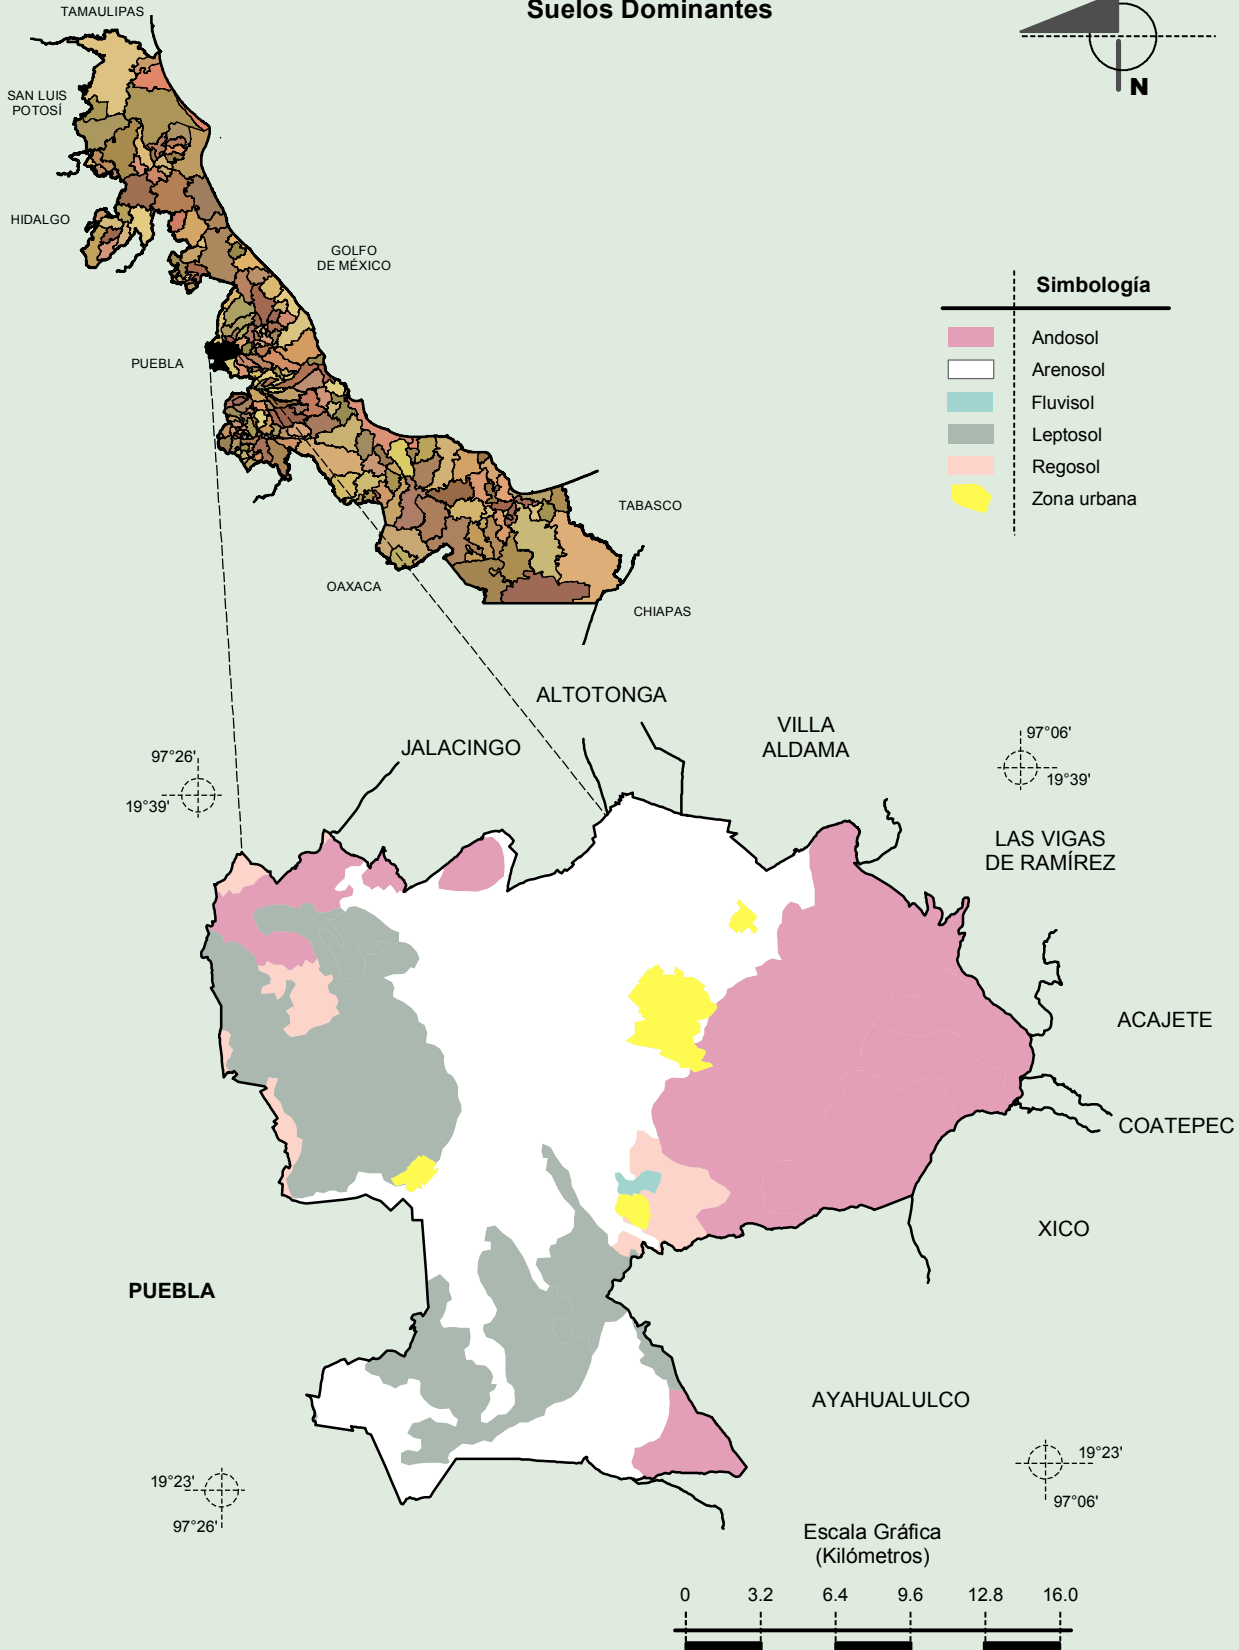 Suelos Dominantes
TAMAULIPAS
N
SAN LUIS
POTOSÍ
HIDALGO
GOLFO
DE MÉXICO
PUEBLA
Simbología
Andosol
Arenosol
Fluvisol
Leptosol
Regosol
Zona urbana
TABASCO
OAXACA
CHIAPAS
ALTOTONGA
VILLA
ALDAMA
JALACINGO
97°26'
19°39'
97°06'
19°39'
LAS VIGAS
DE RAMÍREZ
ACAJETE
COATEPEC
XICO
PUEBLA
AYAHUALULCO
19°23'
97°26'
19°23'
97°06'
Escala Gráfica
(Kilómetros)
0 3.2 6.4 9.6 12.8 16.0